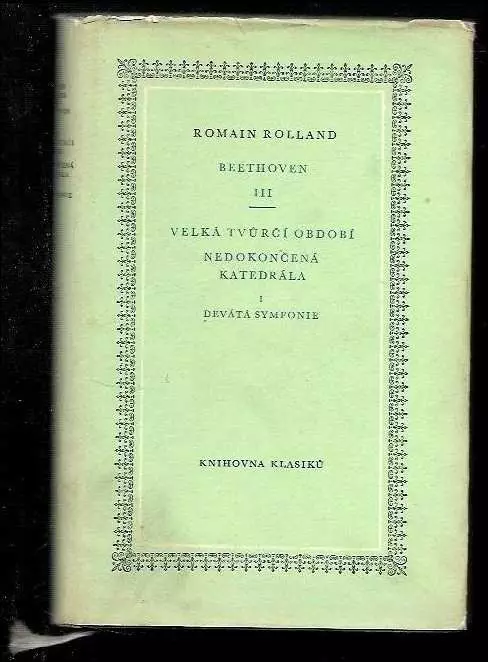 ROMAIN ROLLAND
BEETHOVEN
III
VELKÁ TVŮRČÍ OBDOBÍ
NEDOKONČENÁ
KATEDRÁLA
I
DEVÁTÁ SYMFONIE
KNIHOVNA KLASIKŮ